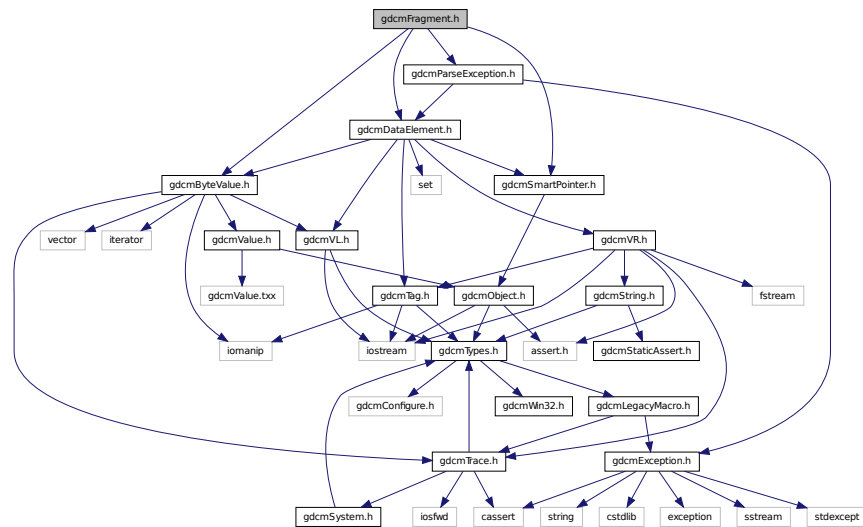 gdcmFragment.h
gdcmParseException.h
gdcmDataElement.h
gdcmByteValue.h
set
gdcmSmartPointer.h
vector
iterator
gdcmValue.h
gdcmVL.h
gdcmVR.h
gdcmValue.txx
gdcmTag.h
gdcmObject.h
gdcmString.h
fstream
iomanip
iostream
gdcmTypes.h
assert.h
gdcmStaticAssert.h
gdcmConfigure.h
gdcmWin32.h
gdcmLegacyMacro.h
gdcmTrace.h
gdcmException.h
gdcmSystem.h
iosfwd
cassert
string
cstdlib
exception
sstream
stdexcept